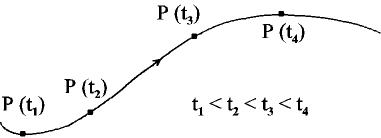 P (t₃)
P (t₄)
P (t₂)
P (t₁)
t₁ < t₂ < t₃ < t₄